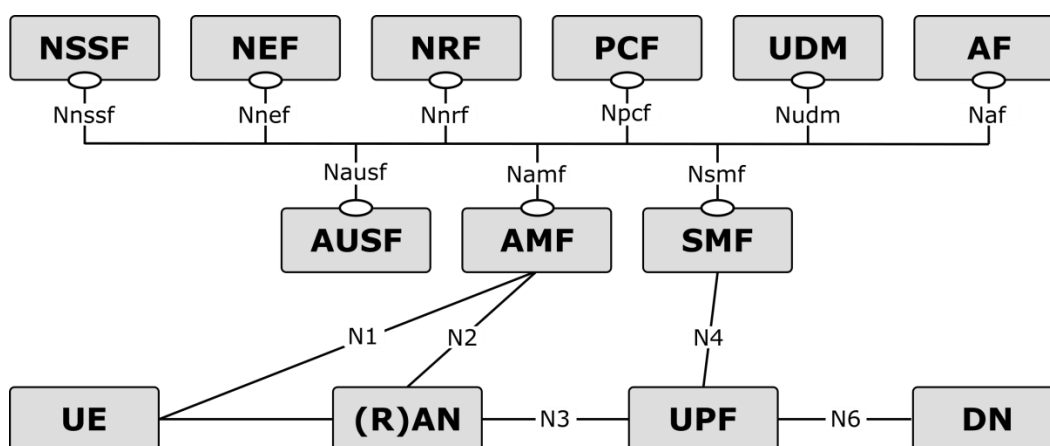 NSSF NEF NRF PCF UDM AF
Nnssf Nnef Nnrf Npcf Nudm Naf
Nausf Namf Nsmf
AUSF AMF SMF
N1 N2 N4
UE (R)AN N3 UPF N6 DN